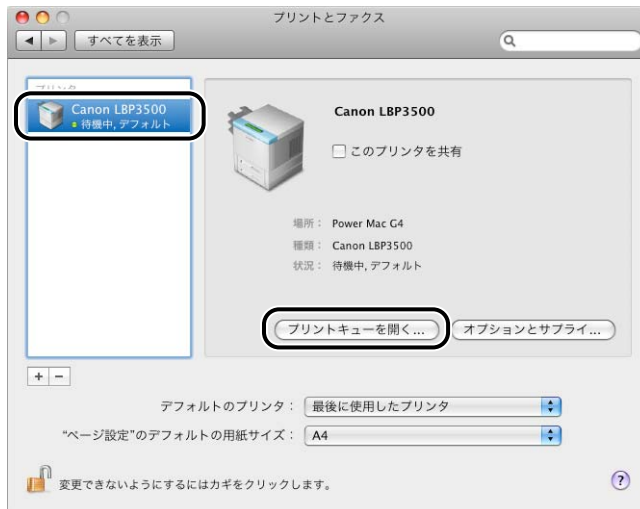 プリントとファクス
すべてを表示
プリンタ
Canon LBP3500
待機中, デフォルト
Canon LBP3500
このプリンタを共有
場所： Power Mac G4
種類： Canon LBP3500
状況： 待機中, デフォルト
プリントキューを開く... オプションとサプライ...
+ −
デフォルトのプリンタ： 最後に使用したプリンタ
“ページ設定”のデフォルトの用紙サイズ： A4
変更できないようにするにはカギをクリックします。 ?